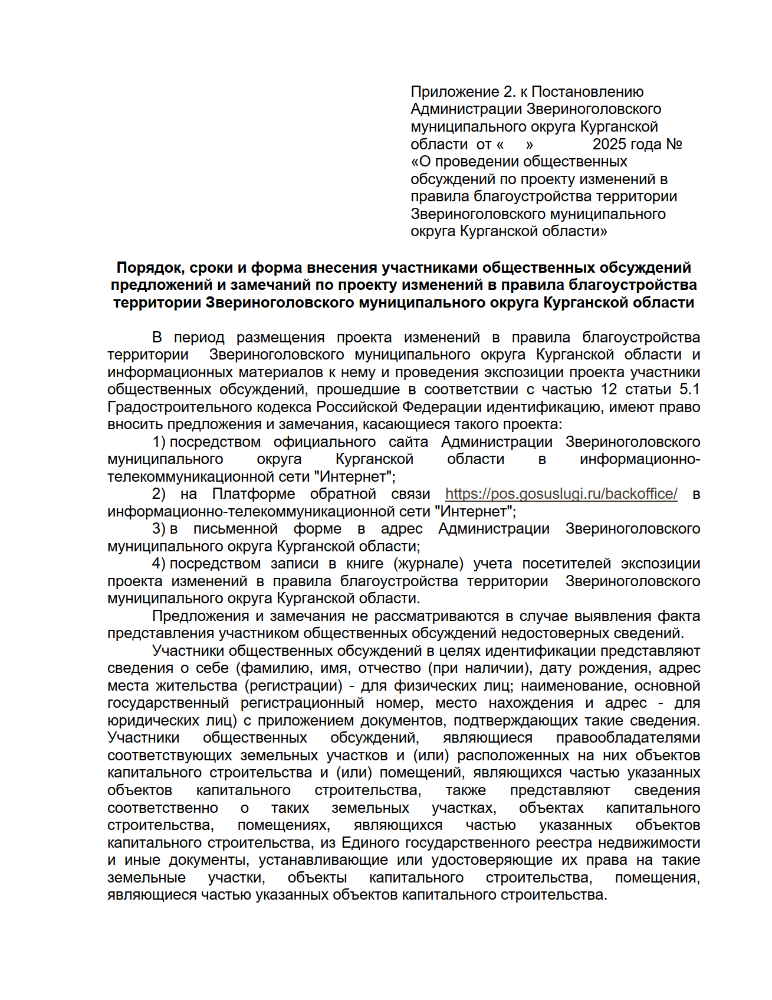 Приложение 2. к Постановлению
Администрации Звериноголовского
муниципального округа Курганской
области  от «     »              2025 года №
«О проведении общественных
обсуждений по проекту изменений в
правила благоустройства территории
Звериноголовского муниципального
округа Курганской области»
Порядок, сроки и форма внесения участниками общественных обсуждений
предложений и замечаний по проекту изменений в правила благоустройства
территории Звериноголовского муниципального округа Курганской области
В период размещения проекта изменений в правила благоустройства
территории  Звериноголовского муниципального округа Курганской области и
информационных материалов к нему и проведения экспозиции проекта участники
общественных обсуждений, прошедшие в соответствии с частью 12 статьи 5.1
Градостроительного кодекса Российской Федерации идентификацию, имеют право
вносить предложения и замечания, касающиеся такого проекта:
1) посредством официального сайта Администрации Звериноголовского
муниципального округа Курганской области в информационно-
телекоммуникационной сети "Интернет";
2) на Платформе обратной связи https://pos.gosuslugi.ru/backoffice/ в
информационно-телекоммуникационной сети "Интернет";
3) в письменной форме в адрес Администрации Звериноголовского
муниципального округа Курганской области;
4) посредством записи в книге (журнале) учета посетителей экспозиции
проекта изменений в правила благоустройства территории  Звериноголовского
муниципального округа Курганской области.
Предложения и замечания не рассматриваются в случае выявления факта
представления участником общественных обсуждений недостоверных сведений.
Участники общественных обсуждений в целях идентификации представляют
сведения о себе (фамилию, имя, отчество (при наличии), дату рождения, адрес
места жительства (регистрации) - для физических лиц; наименование, основной
государственный регистрационный номер, место нахождения и адрес - для
юридических лиц) с приложением документов, подтверждающих такие сведения.
Участники общественных обсуждений, являющиеся правообладателями
соответствующих земельных участков и (или) расположенных на них объектов
капитального строительства и (или) помещений, являющихся частью указанных
объектов капитального строительства, также представляют сведения
соответственно о таких земельных участках, объектах капитального
строительства, помещениях, являющихся частью указанных объектов
капитального строительства, из Единого государственного реестра недвижимости
и иные документы, устанавливающие или удостоверяющие их права на такие
земельные участки, объекты капитального строительства, помещения,
являющиеся частью указанных объектов капитального строительства.